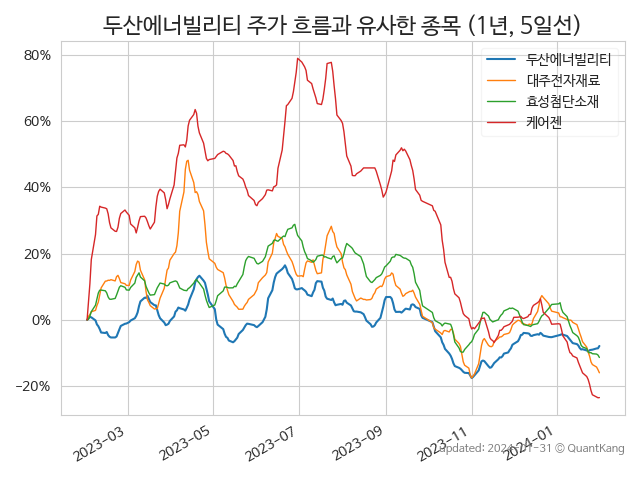 두산에너빌리티 주가 흐름과 유사한 종목 (1년, 5일선)
두산에너빌리티
대주전자재료
효성첨단소재
케어젠
80%
60%
40%
20%
0%
−20%
2023-03
2023-05
2023-07
2023-09
2023-11
2024-01
updated: 2024-01-31 © QuantKang